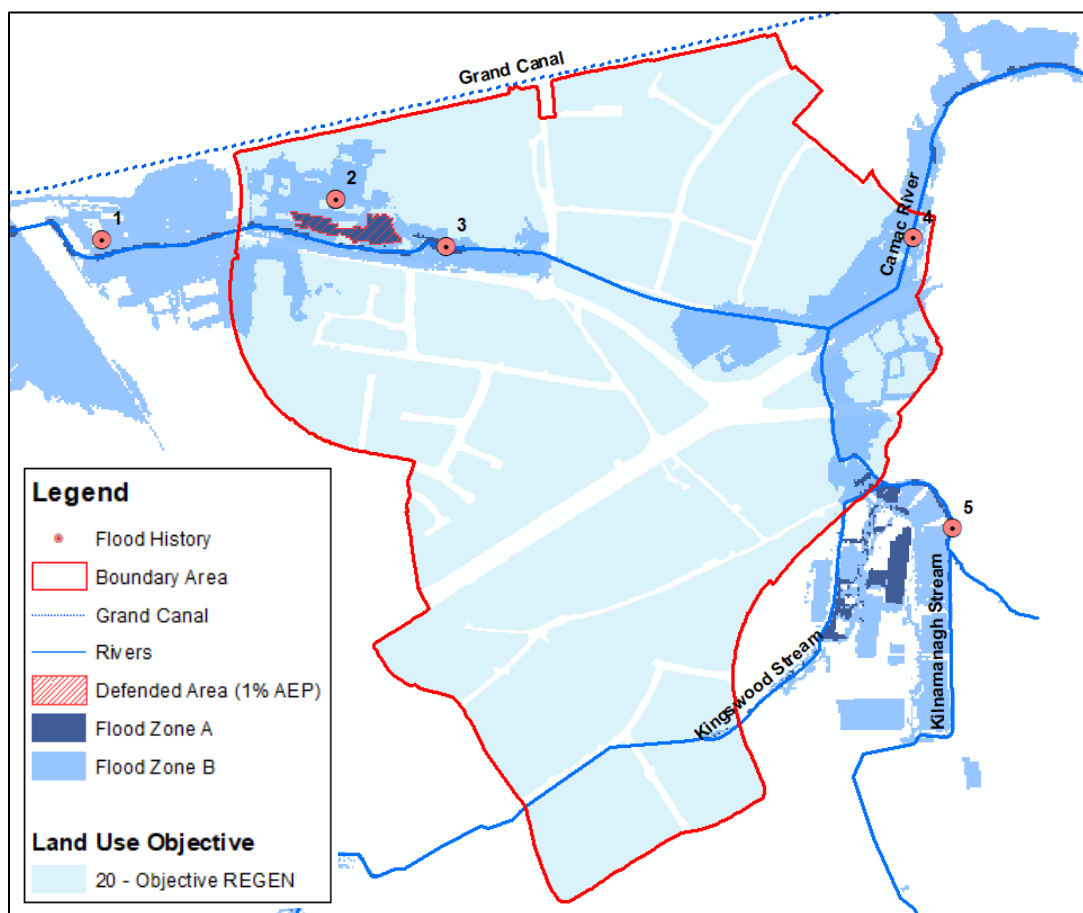 Grand Canal
1
2
3
4
Camac River
5
Kingswood Stream
Kilnamanagh Stream
Legend
Flood History
Boundary Area
Grand Canal
Rivers
Defended Area (1% AEP)
Flood Zone A
Flood Zone B
Land Use Objective
20 - Objective REGEN